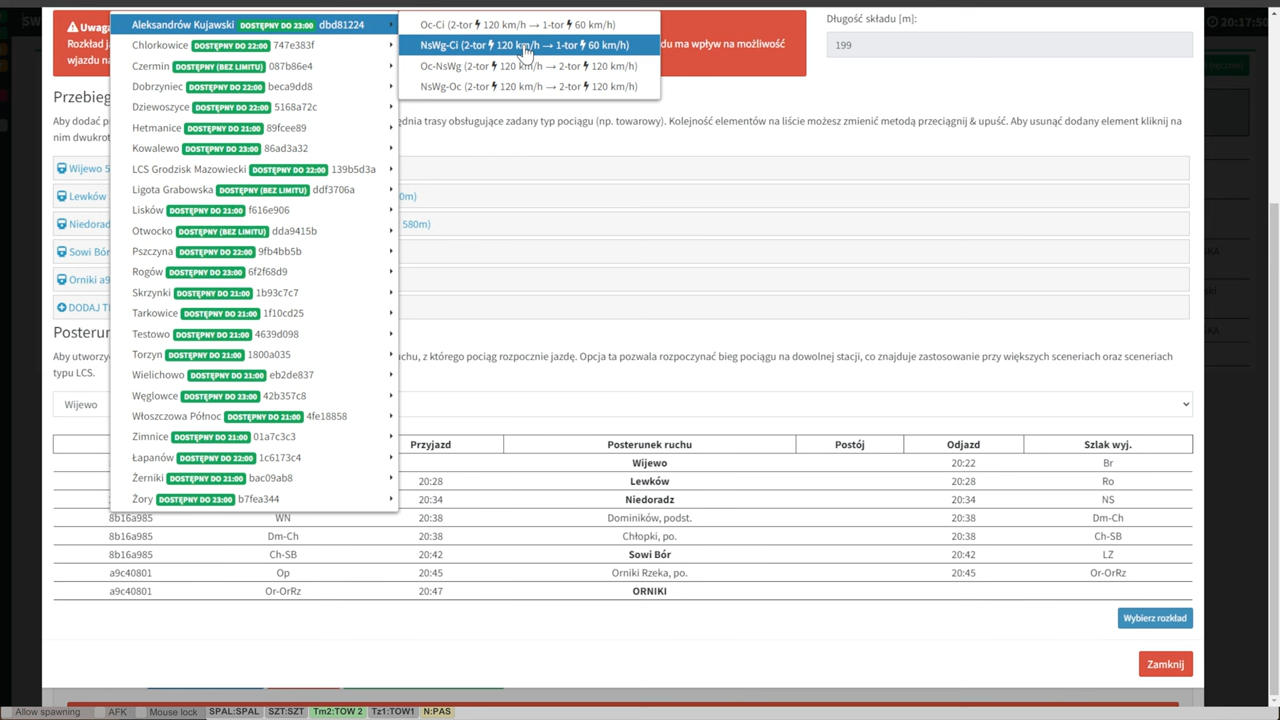 Uwaga
Rozkład ja
du ma wpływ na możliwość
wjazdu na
Długość składu [m]:
199
20:17:50
Aleksandrów Kujawski DOSTĘPNY DO 23:00 dbd81224
Chlorkowice DOSTĘPNY DO 22:00 747e383f
Czermin DOSTĘPNY (BEZ LIMITU) 087b86e4
Dobrzyniec DOSTĘPNY DO 22:00 beca9dd8
Dziewoszyce DOSTĘPNY DO 22:00 5168a72c
Hetmanice DOSTĘPNY DO 21:00 89fcee89
Kowalewo DOSTĘPNY DO 23:00 86ad3a32
LCS Grodzisk Mazowiecki DOSTĘPNY DO 22:00 139b5d3a
Ligota Grabowska DOSTĘPNY (BEZ LIMITU) ddf3706a
Lisków DOSTĘPNY DO 21:00 f616e906
Otwocko DOSTĘPNY (BEZ LIMITU) dda9415b
Pszczyna DOSTĘPNY DO 22:00 9fb4bb5b
Rogów DOSTĘPNY DO 23:00 6f2f68d9
Skrzynki DOSTĘPNY DO 21:00 1b93c7c7
Tarkowice DOSTĘPNY DO 21:00 1f10cd25
Testowo DOSTĘPNY DO 21:00 4639d098
Torzyn DOSTĘPNY DO 21:00 1800a035
Wielichowo DOSTĘPNY DO 21:00 eb2de837
Węglowce DOSTĘPNY DO 23:00 42b357c8
Włoszczowa Północ DOSTĘPNY DO 21:00 4fe18858
Zimnice DOSTĘPNY DO 21:00 01a7c3c3
Łapanów DOSTĘPNY DO 22:00 1c6173c4
Żerniki DOSTĘPNY DO 21:00 bac09ab8
Żory DOSTĘPNY DO 23:00 b7fea344
Oc-Ci (2-tor 120 km/h → 1-tor 60 km/h)
NsWg-Ci (2-tor 120 km/h → 1-tor 60 km/h)
Oc-NsWg (2-tor 120 km/h → 2-tor 120 km/h)
NsWg-Oc (2-tor 120 km/h → 2-tor 120 km/h)
Przebieg
Aby dodać p
ednia trasy obsługujące zadany typ pociągu (np. towarowy). Kolejność elementów na liście możesz zmienić metodą przeciągnij & upuść. Aby usunąć dodany element kliknij na
nim dwukrot
Wijewo 5
Lewków
0m)
Niedorad
580m)
Sowi Bór
Orniki a9
DODAJ T
Posterun
Aby utworzy
uchu, z którego pociąg rozpocznie jazdę. Opcja ta pozwala rozpoczynać bieg pociągu na dowolnej stacji, co znajduje zastosowanie przy większych sceneriach oraz sceneriach
typu LCS.
Wijewo
Przyjazd Posterunek ruchu Postój Odjazd Szlak wyj.
Wijewo 20:22 Br
20:28 Lewków 20:28 Ro
20:34 Niedoradz 20:34 NS
8b16a985 WN 20:38 Dominików, podst. 20:38 Dm-Ch
8b16a985 Dm-Ch 20:38 Chłopki, po. 20:38 Ch-SB
8b16a985 Ch-SB 20:42 Sowi Bór 20:42 LZ
a9c40801 Op 20:45 Orniki Rzeka, po. 20:45 Or-OrRz
a9c40801 Or-OrRz 20:47 ORNIKI
Wybierz rozkład
Zamknij
Allow spawning AFK Mouse lock SPAL:SPAL SZT:SZT Tm2:TOW 2 Tz1:TOW1 N:PAS